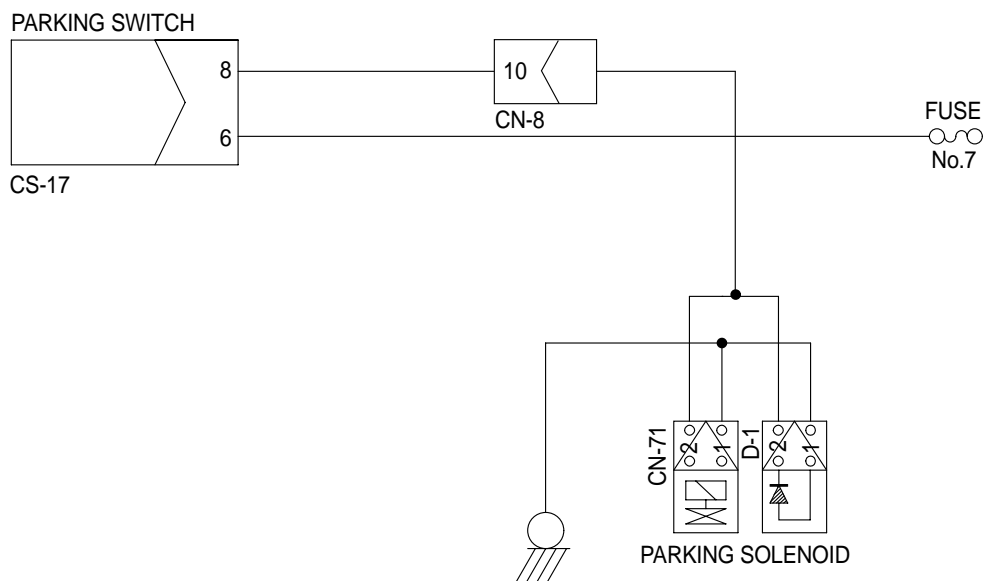 PARKING SWITCH
8
10
CN-8
6
FUSE
No.7
CS-17
CN-71
2
1
D-1
2
1
PARKING SOLENOID